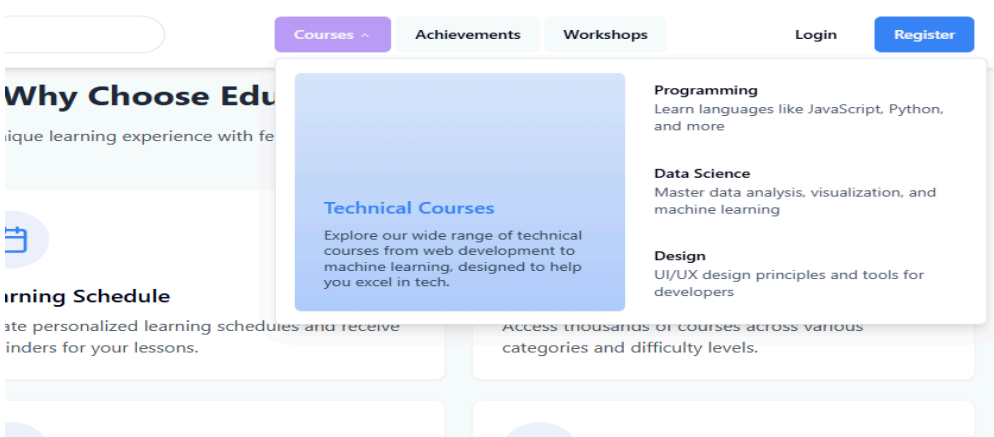 Courses
Achievements
Workshops
Login
Register
Why Choose Edu
nique learning experience with fe
Technical Courses
Explore our wide range of technical
courses from web development to
machine learning, designed to help
you excel in tech.
Programming
Learn languages like JavaScript, Python,
and more
Data Science
Master data analysis, visualization, and
machine learning
Design
UI/UX design principles and tools for
developers
arning Schedule
ate personalized learning schedules and receive
inders for your lessons.
Access thousands of courses across various
categories and difficulty levels.